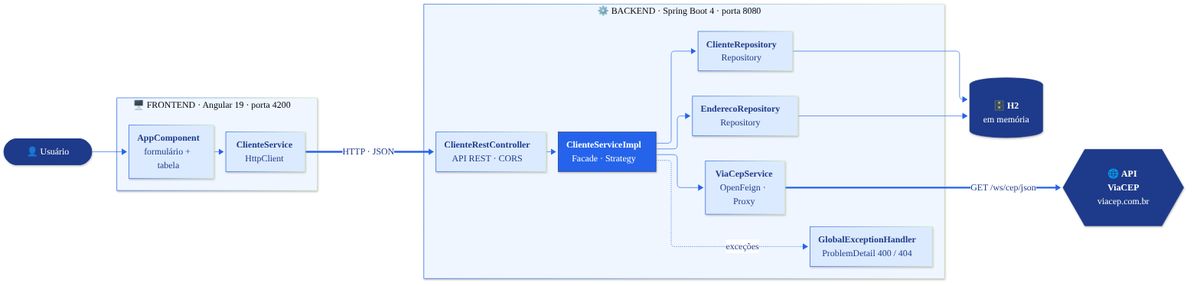 ⚙️ BACKEND · Spring Boot 4 · porta 8080
ClienteRepository
Repository
🖥️ FRONTEND · Angular 19 · porta 4200
🗄️ H2
em memória
EnderecoRepository
Repository
👤 Usuário
AppComponent
formulário +
tabela
ClienteService
HttpClient
HTTP · JSON
ClienteRestController
API REST · CORS
ClienteServiceImpl
Facade · Strategy
ViaCepService
OpenFeign ·
Proxy
GET /ws/cep/json
🌐 API
ViaCEP
viacep.com.br
exceções
GlobalExceptionHandler
ProblemDetail 400 / 404